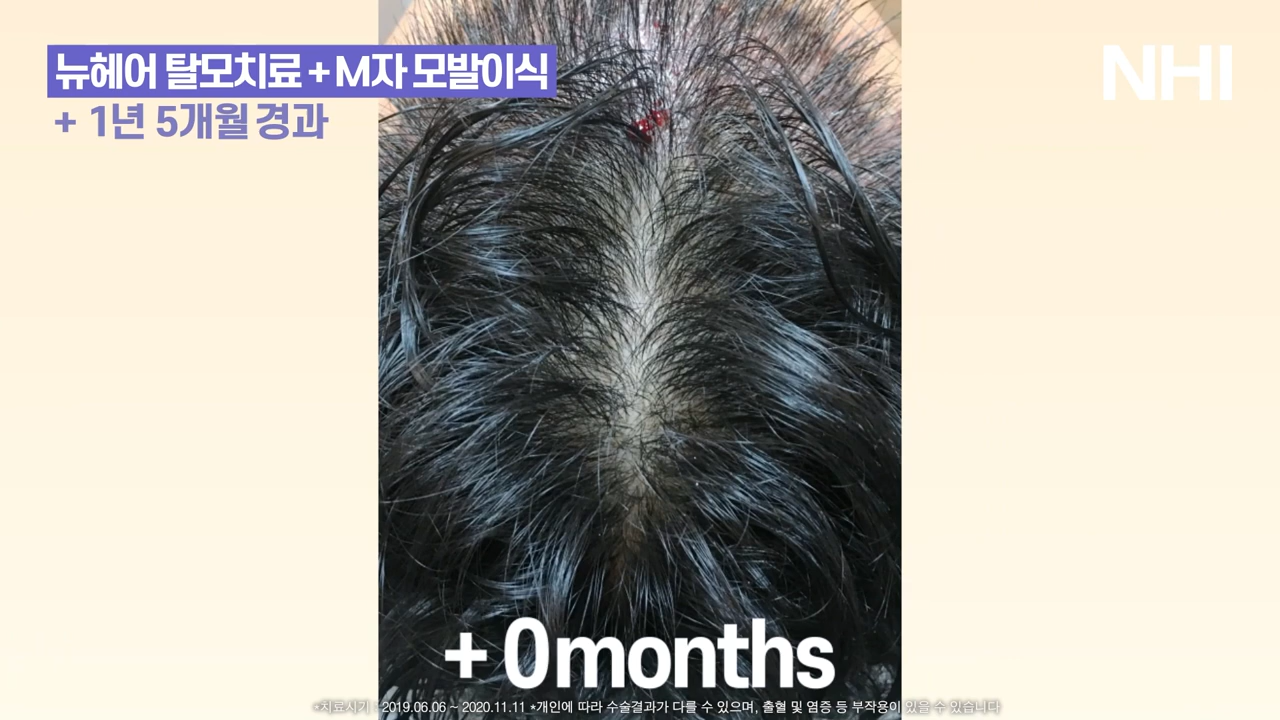 뉴헤어 탈모치료 + M자 모발이식
+ 1년 5개월 경과
NHI
+ 0months
*치료시기 : 2019.06.06 ~ 2020.11.11 *개인에 따라 수술결과가 다를 수 있으며, 출혈 및 염증 등 부작용이 있을 수 있습니다